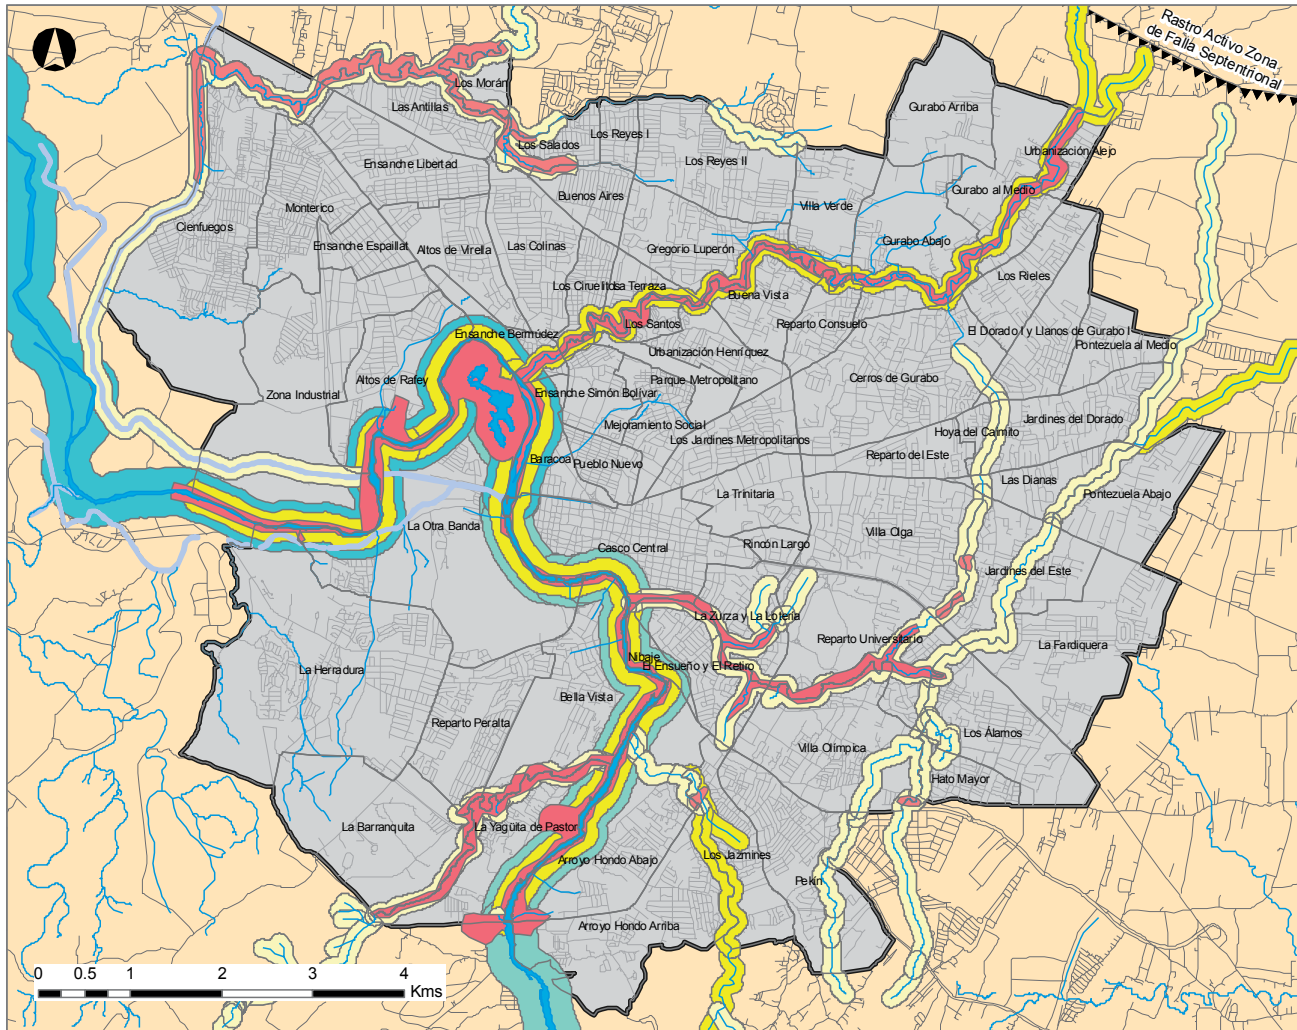 Rastro Activo Zona
de Falla Septentrional
Los Morán
Las Antillas
Gurabo Arriba
Los Reyes I
Los Salados
Urbanización Alejo
Ensanche Libertad
Los Reyes II
Gurabo al Medio
Buenos Aires
Monterico
Villa Verde
Cienfuegos
Ensanche Espaillat
Altos de Virella
Las Colinas
Gregorio Luperón
Gurabo Abajo
Los Rieles
Los Ciruelitos
La Terraza
Buena Vista
Los Santos
Reparto Consuelo
Ensanche Bermúdez
El Dorado I y Llanos de Gurabo I
Pontezuela al Medio
Urbanización Henríquez
Altos de Rafey
Parque Metropolitano
Cerros de Gurabo
Zona Industrial
Ensanche Simón Bolívar
Mejoramiento Social
Jardines del Dorado
Los Jardines Metropolitanos
Hoya del Caimito
Baracoa
Pueblo Nuevo
Reparto del Este
Las Dianas
La Trinitaria
Pontezuela Abajo
La Otra Banda
Villa Olga
Casco Central
Rincón Largo
Jardines del Este
La Zurza y La Lotería
Reparto Universitario
La Fardiquera
Nibaje
La Herradura
El Ensueño y El Retiro
Bella Vista
Reparto Peralta
Los Álamos
Villa Olímpica
Hato Mayor
La Barranquita
La Yagüita de Pastor
Los Jazmines
Arroyo Hondo Abajo
Pekín
Arroyo Hondo Arriba
0 0.5 1 2 3 4
Kms